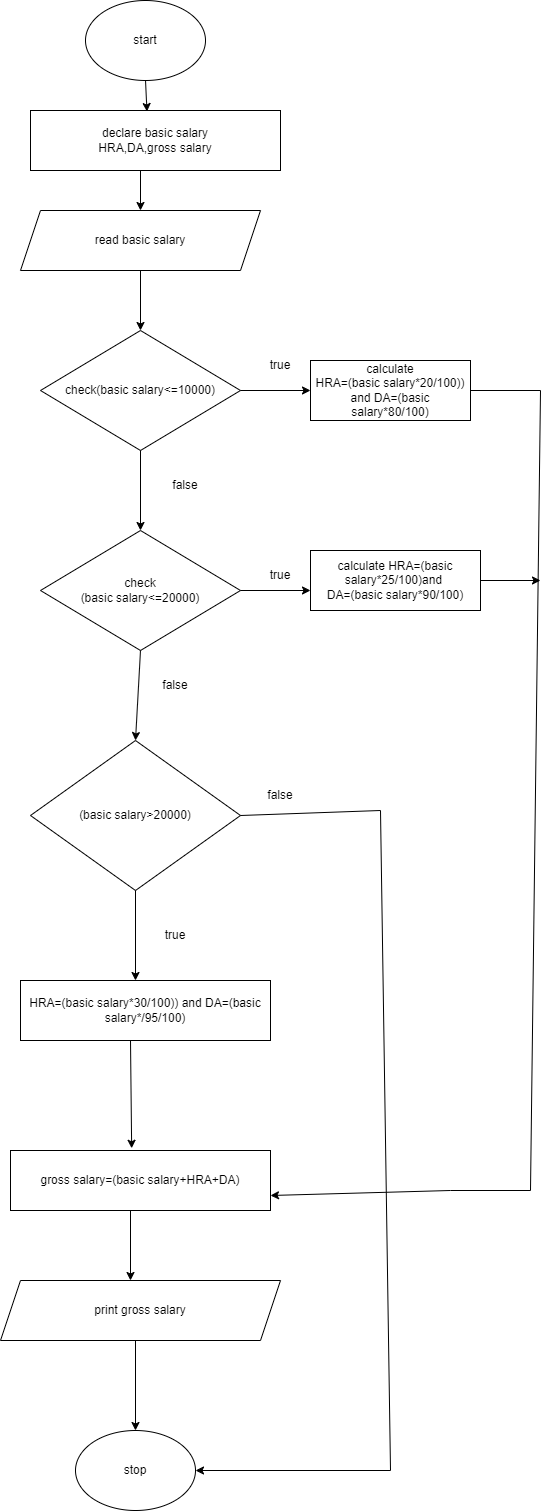 start
declare basic salary
HRA,DA,gross salary
read basic salary
check(basic salary<=10000)
true
calculate
HRA=(basic salary*20/100))
and DA=(basic
salary*80/100)
false
check
(basic salary<=20000)
true
calculate HRA=(basic
salary*25/100)and
DA=(basic salary*90/100)
false
(basic salary>20000)
false
true
HRA=(basic salary*30/100)) and DA=(basic
salary*/95/100)
gross salary=(basic salary+HRA+DA)
print gross salary
stop